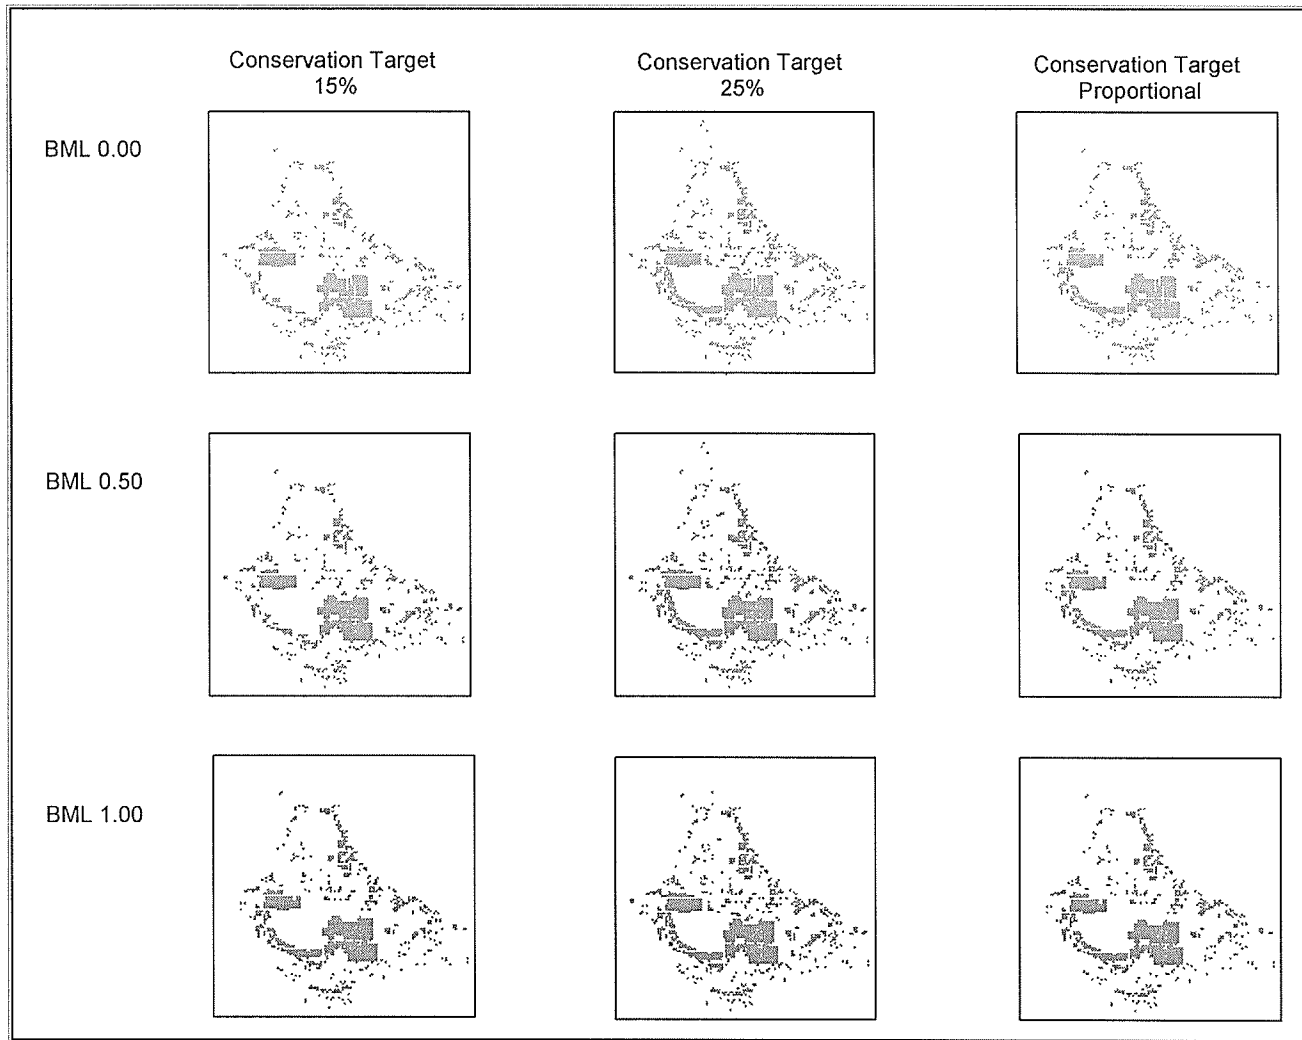 Conservation Target
15%
Conservation Target
25%
Conservation Target
Proportional
BML 0.00
BML 0.50
BML 1.00